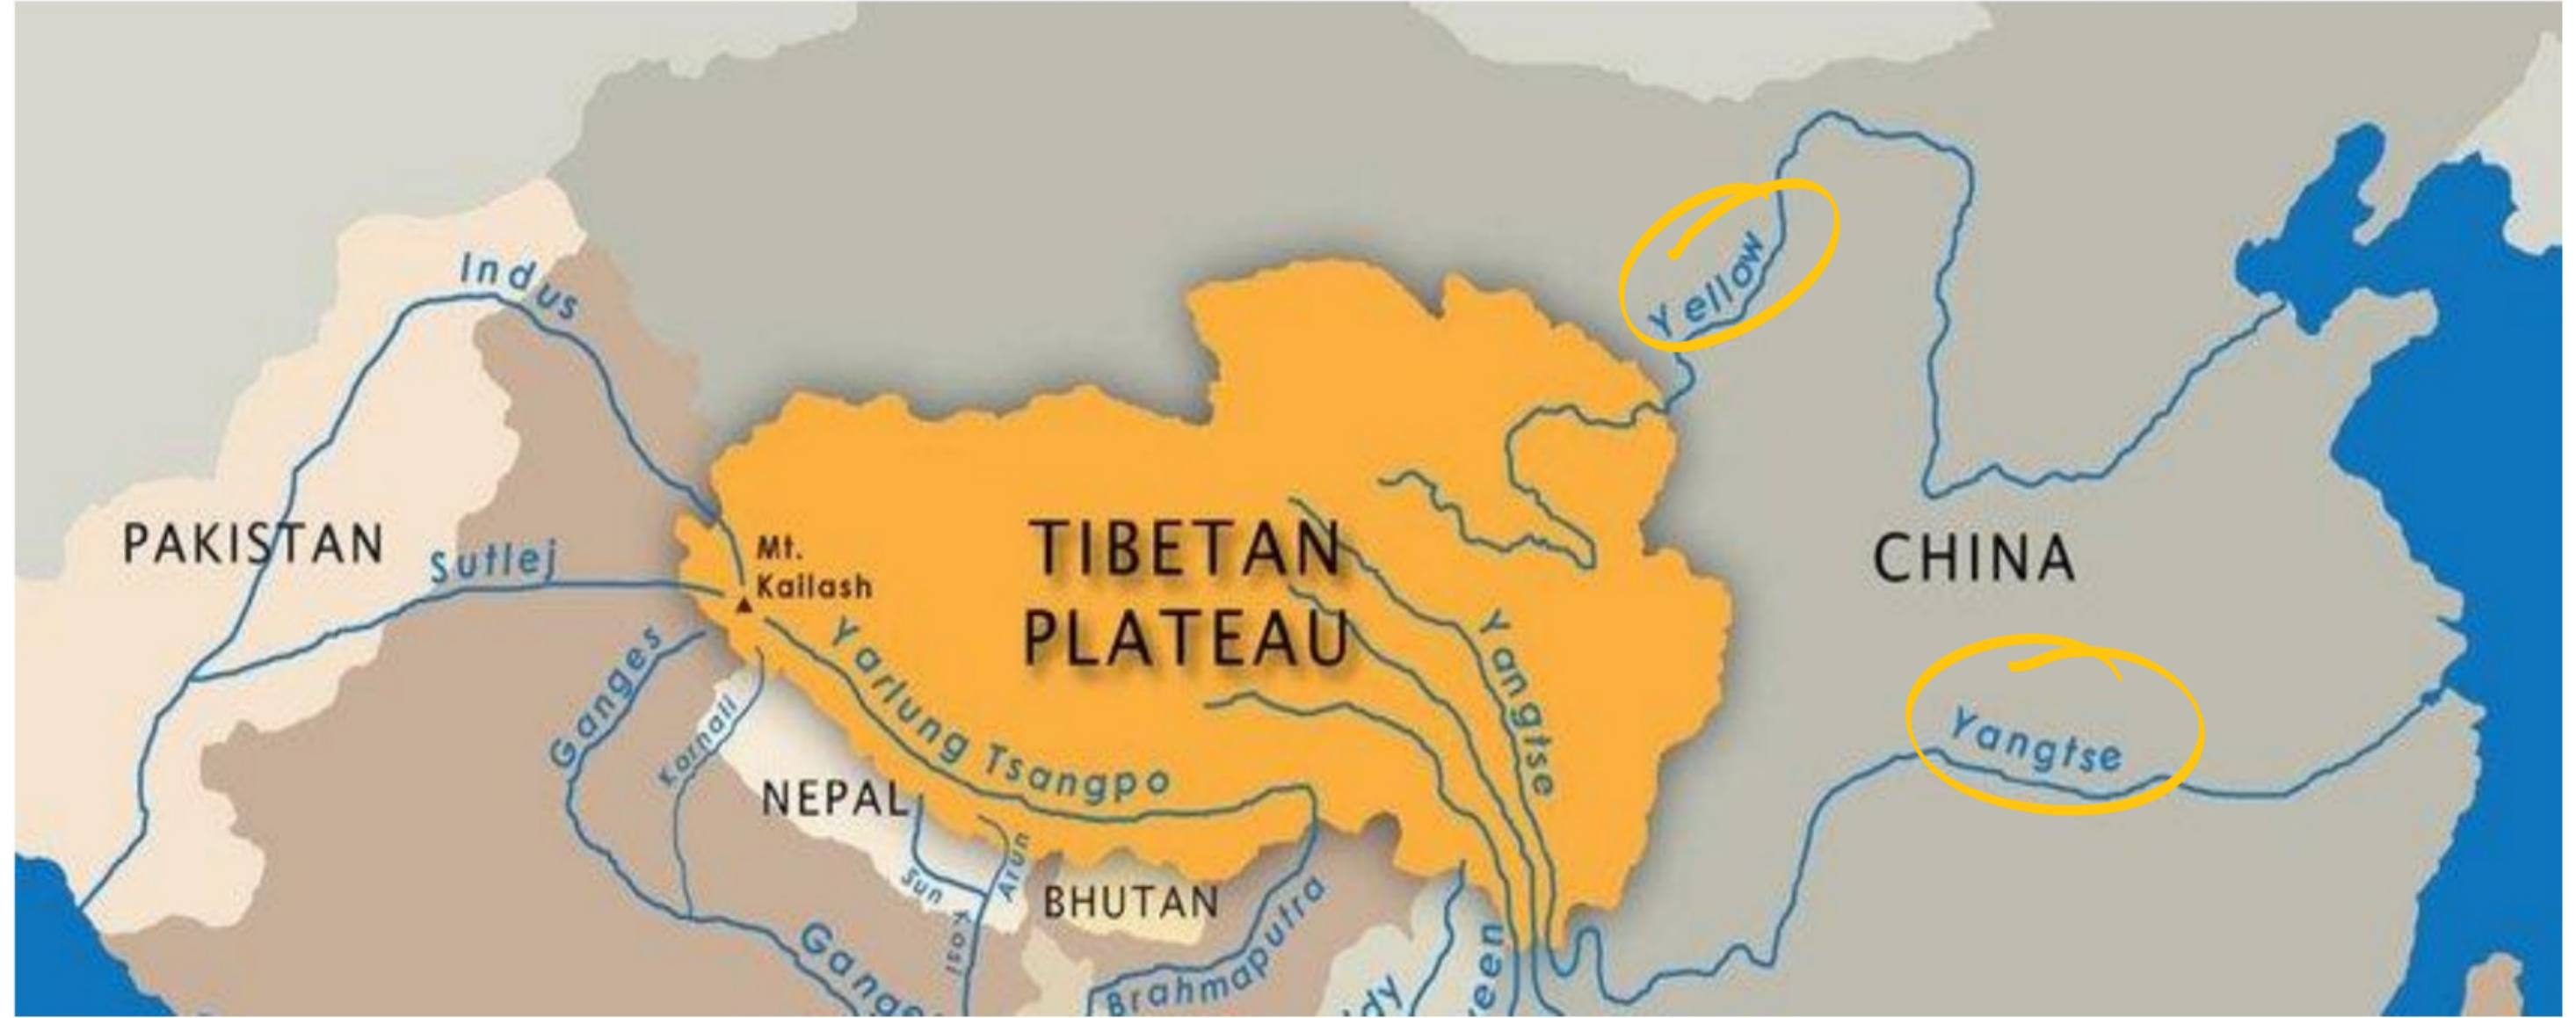 Indus
Yellow
PAKISTAN
Sutlej
Mt.
Kailash
TIBETAN
PLATEAU
CHINA
Ganges
Karnali
Yarlung Tsangpo
Yangtse
Yangtse
NEPAL
Sun Kosi
Arun
BHUTAN
Brahmaputra